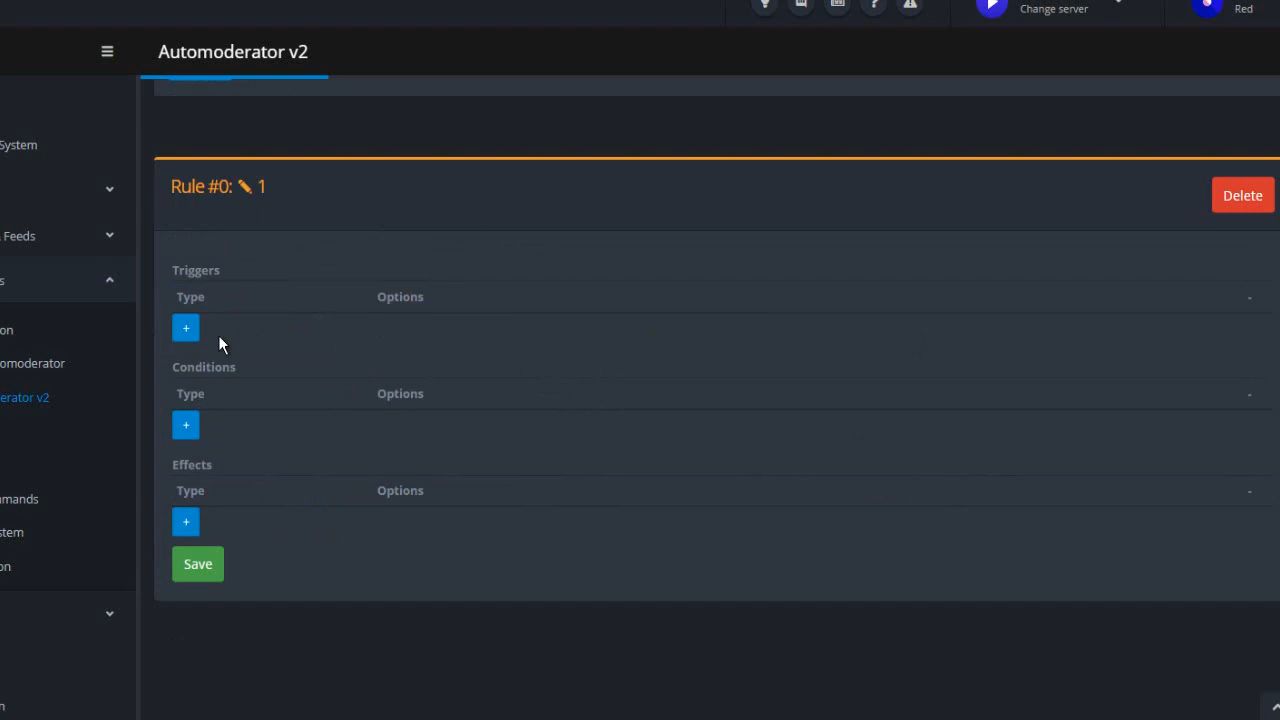 Change server
Red
Automoderator v2
System
Rule #0: 1
Delete
Feeds
Triggers
s
Type Options -
+
on
omoderator
Conditions
Type Options -
erator v2
+
Effects
Type Options -
mands
+
stem
Save
on
n